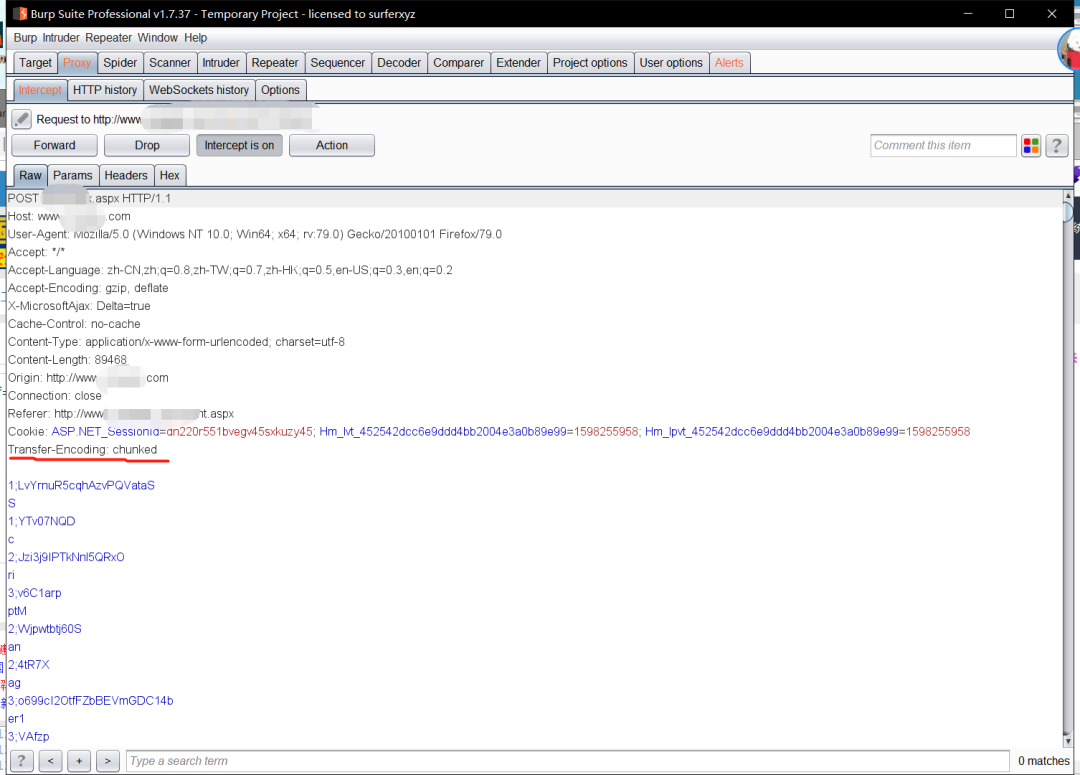 Burp Suite Professional v1.7.37 - Temporary Project - licensed to surferxyz
Burp Intruder Repeater Window Help
Target Proxy Spider Scanner Intruder Repeater Sequencer Decoder Comparer Extender Project options User options Alerts
Intercept HTTP history WebSockets history Options
Request to http://www
Forward Drop Intercept is on Action Comment this item ?
Raw Params Headers Hex
POST .aspx HTTP/1.1
Host: www .com
User-Agent: Mozilla/5.0 (Windows NT 10.0; Win64; x64; rv:79.0) Gecko/20100101 Firefox/79.0
Accept: */*
Accept-Language: zh-CN,zh;q=0.8,zh-TW;q=0.7,zh-HK;q=0.5,en-US;q=0.3,en;q=0.2
Accept-Encoding: gzip, deflate
X-MicrosoftAjax: Delta=true
Cache-Control: no-cache
Content-Type: application/x-www-form-urlencoded; charset=utf-8
Content-Length: 89468
Origin: http://www .com
Connection: close
Referer: http://www nt.aspx
Cookie: ASP.NET_SessionId=dn220r551bvegv45sxkuzy45; Hm_lvt_452542dcc6e9ddd4bb2004e3a0b89e99=1598255958; Hm_lpvt_452542dcc6e9ddd4bb2004e3a0b89e99=1598255958
Transfer-Encoding: chunked
1;LvYrnuR5cqhAzvPQVataS
S
1;YTv07NQD
c
2;Jzi3j9IPTkNnl5QRxO
ri
3;v6C1arp
ptM
2;Wjpwtbtj60S
an
2;4tR7X
ag
3;o699cI2OtfFZbBEVmGDC14b
er1
3;VAfzp
? < + > Type a search term 0 matches